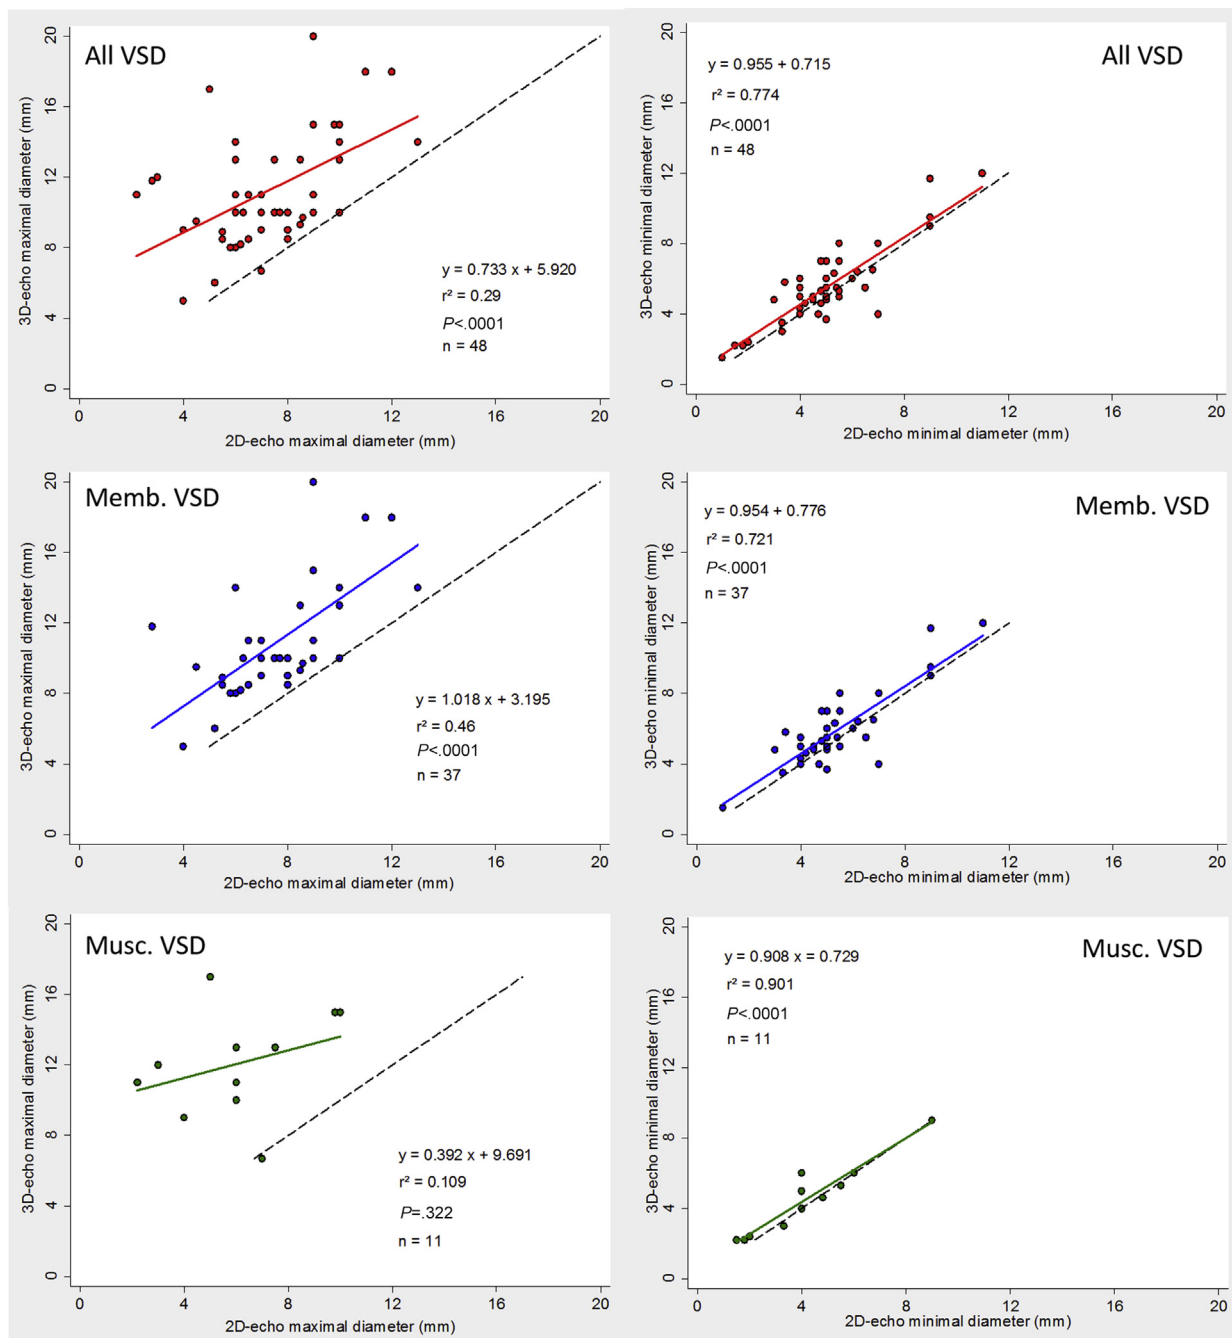 All VSD
3D-echo maximal diameter (mm)
20
16
12
8
4
0
y = 0.733 x + 5.920
r² = 0.29
P<.0001
n = 48
0 4 8 12 16 20
2D-echo maximal diameter (mm)
All VSD
3D-echo minimal diameter (mm)
20
16
12
8
4
0
y = 0.955 + 0.715
r² = 0.774
P<.0001
n = 48
0 4 8 12 16 20
2D-echo minimal diameter (mm)
Memb. VSD
3D-echo maximal diameter (mm)
20
16
12
8
4
0
y = 1.018 x + 3.195
r² = 0.46
P<.0001
n = 37
0 4 8 12 16 20
2D-echo maximal diameter (mm)
Memb. VSD
3D-echo minimal diameter (mm)
20
16
12
8
4
0
y = 0.954 + 0.776
r² = 0.721
P<.0001
n = 37
0 4 8 12 16 20
2D-echo minimal diameter (mm)
Musc. VSD
3D-echo maximal diameter (mm)
20
16
12
8
4
0
y = 0.392 x + 9.691
r² = 0.109
P=.322
n = 11
0 4 8 12 16 20
2D-echo maximal diameter (mm)
Musc. VSD
3D-echo minimal diameter (mm)
20
16
12
8
4
0
y = 0.908 x = 0.729
r² = 0.901
P<.0001
n = 11
0 4 8 12 16 20
2D-echo minimal diameter (mm)